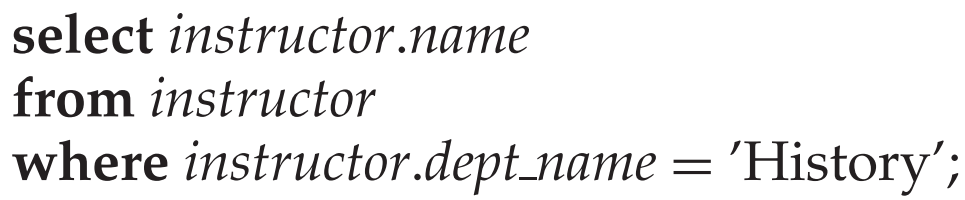 select instructor.name
from instructor
where instructor.dept_name = ’History’;